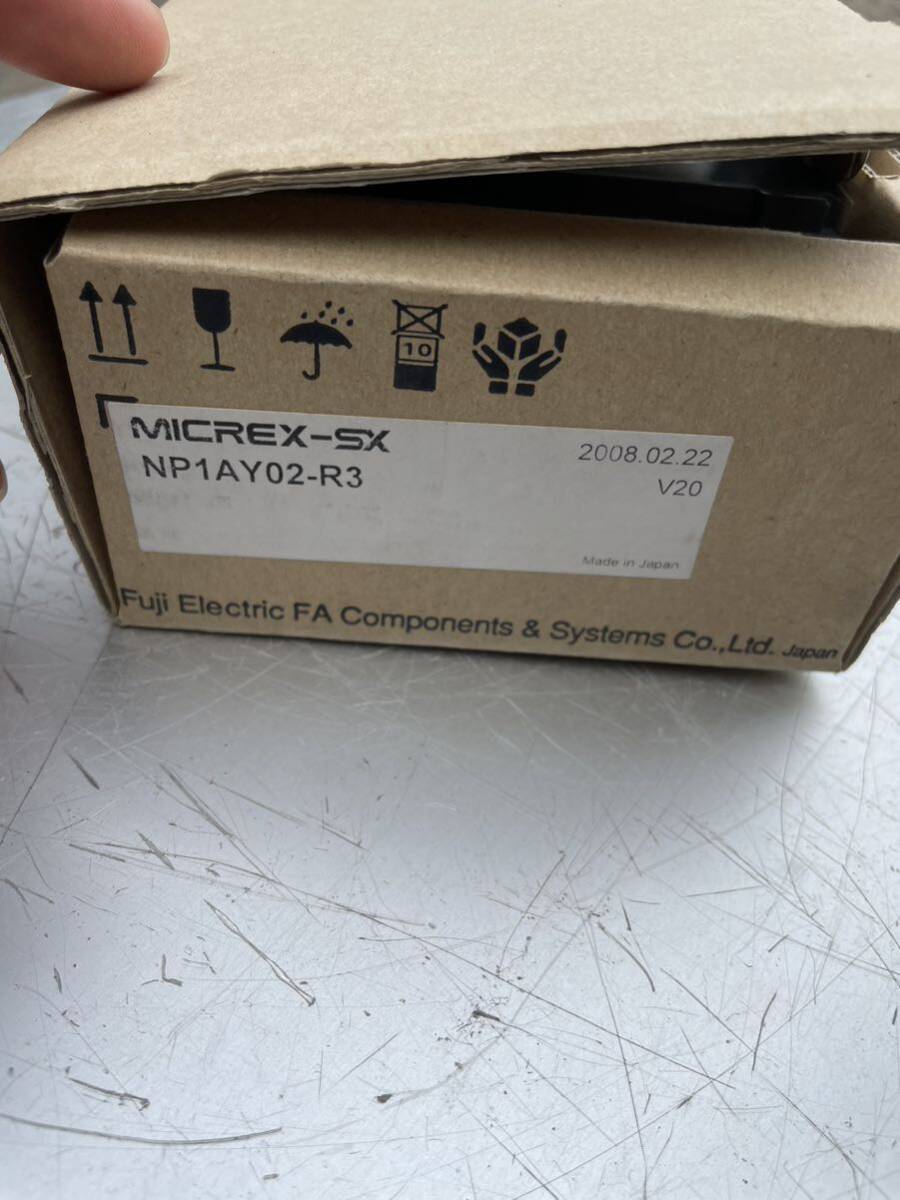 10
MICREX-SX
2008.02.22
NP1AY02-R3
V20
Made in Japan
Fuji Electric FA Components & Systems Co.,Ltd. Japan